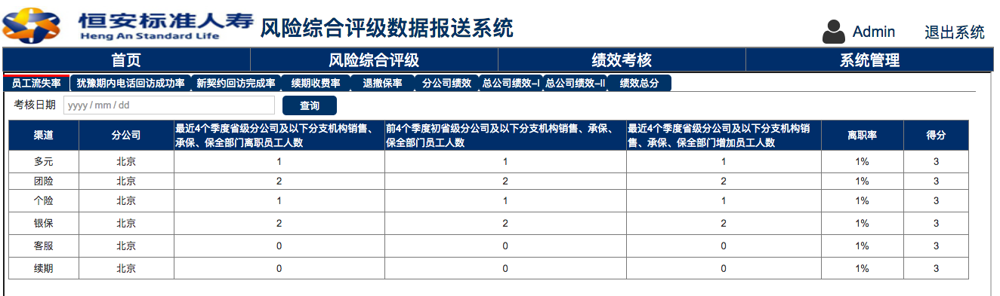 恒安标准人寿
Heng An Standard Life
风险综合评级数据报送系统
Admin 退出系统
首页 风险综合评级 绩效考核 系统管理
员工流失率 犹豫期内电话回访成功率 新契约回访完成率 续期收费率 退撤保率 分公司绩效 总公司绩效–I 总公司绩效–II 绩效总分
考核日期 yyyy / mm / dd 查询
渠道 分公司 最近4个季度省级分公司及以下分支机构销售、承保、保全部门离职员工人数 前4个季度初省级分公司及以下分支机构销售、承保、保全部门员工人数 最近4个季度省级分公司及以下分支机构销售、承保、保全部门增加员工人数 离职率 得分
多元 北京 1 1 1 1% 3
团险 北京 2 2 2 1% 3
个险 北京 1 1 1 1% 3
银保 北京 2 2 2 1% 3
客服 北京 0 0 0 1% 3
续期 北京 0 0 0 1% 3